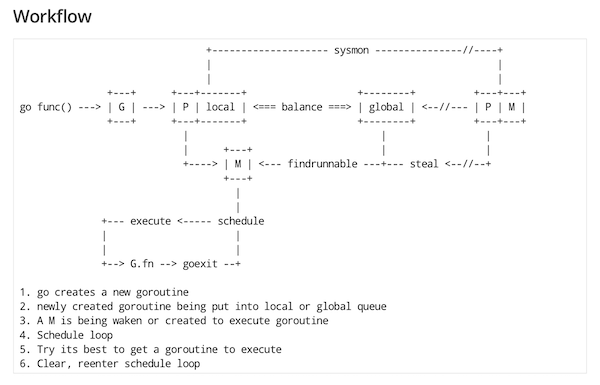 Workflow
+-------------------- sysmon ---------------//----+
|                                                 |
|                                                 |
+---+      +---+-------+                   +--------+          +---+---+
go func() ---> | G | ---> | P | local | <=== balance ===> | global | <--//--- | P | M |
+---+      +---+-------+                   +--------+          +---+---+
|                                  |                 |
|      +---+                       |                 |
+----> | M | <--- findrunnable ---+--- steal <--//--+
+---+
|
|
+--- execute <----- schedule
|                       |
|                       |
+--> G.fn --> goexit --+
1. go creates a new goroutine
2. newly created goroutine being put into local or global queue
3. A M is being waken or created to execute goroutine
4. Schedule loop
5. Try its best to get a goroutine to execute
6. Clear, reenter schedule loop